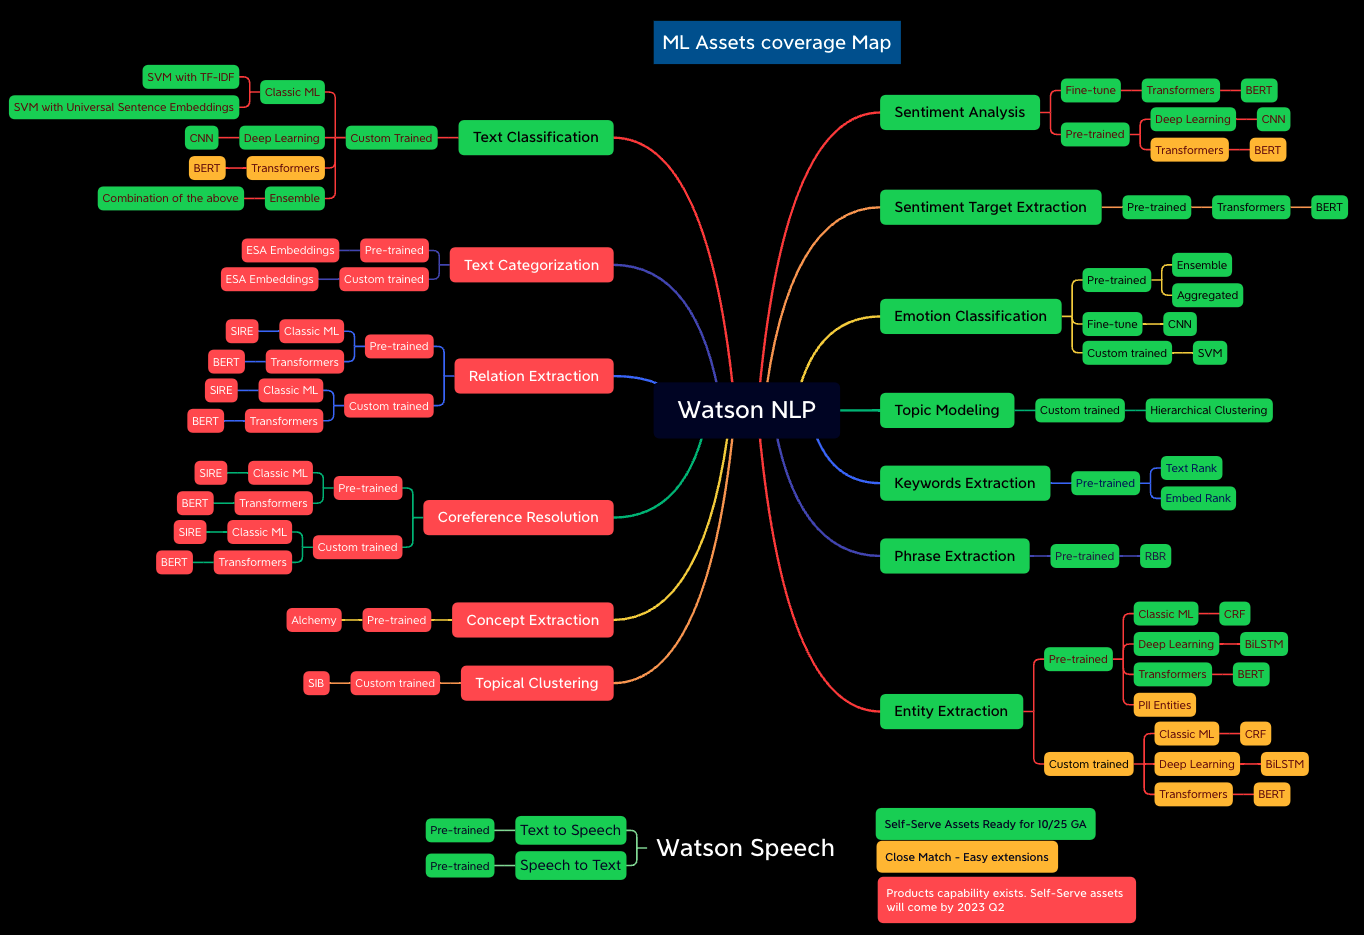 ML Assets coverage Map
SVM with TF-IDF
SVM with Universal Sentence Embeddings
Classic ML
CNN
Deep Learning
BERT
Transformers
Combination of the above
Ensemble
Custom Trained
Text Classification
ESA Embeddings
Pre-trained
ESA Embeddings
Custom trained
Text Categorization
SIRE
Classic ML
BERT
Transformers
Pre-trained
SIRE
Classic ML
BERT
Transformers
Custom trained
Relation Extraction
SIRE
Classic ML
BERT
Transformers
Pre-trained
SIRE
Classic ML
BERT
Transformers
Custom trained
Coreference Resolution
Alchemy
Pre-trained
Concept Extraction
SIB
Custom trained
Topical Clustering
Watson NLP
Sentiment Analysis
Fine-tune
Transformers
BERT
Pre-trained
Deep Learning
CNN
Transformers
BERT
Sentiment Target Extraction
Pre-trained
Transformers
BERT
Emotion Classification
Pre-trained
Ensemble
Aggregated
Fine-tune
CNN
Custom trained
SVM
Topic Modeling
Custom trained
Hierarchical Clustering
Keywords Extraction
Pre-trained
Text Rank
Embed Rank
Phrase Extraction
Pre-trained
RBR
Entity Extraction
Pre-trained
Classic ML
CRF
Deep Learning
BiLSTM
Transformers
BERT
PII Entities
Custom trained
Classic ML
CRF
Deep Learning
BiLSTM
Transformers
BERT
Pre-trained
Text to Speech
Pre-trained
Speech to Text
Watson Speech
Self-Serve Assets Ready for 10/25 GA
Close Match - Easy extensions
Products capability exists. Self-Serve assets
will come by 2023 Q2